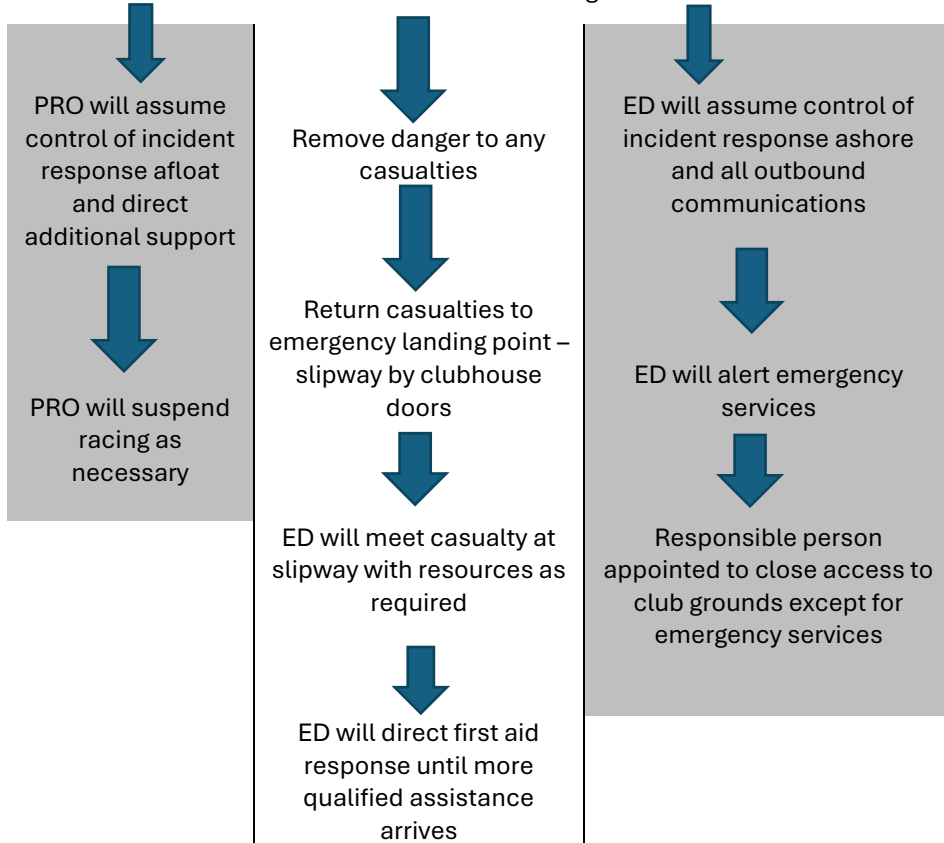 PRO will assume
control of incident
response afloat
and direct
additional support
PRO will suspend
racing as
necessary
Remove danger to any
casualties
Return casualties to
emergency landing point –
slipway by clubhouse
doors
ED will meet casualty at
slipway with resources as
required
ED will direct first aid
response until more
qualified assistance
arrives
ED will assume control of
incident response ashore
and all outbound
communications
ED will alert emergency
services
Responsible person
appointed to close access to
club grounds except for
emergency services